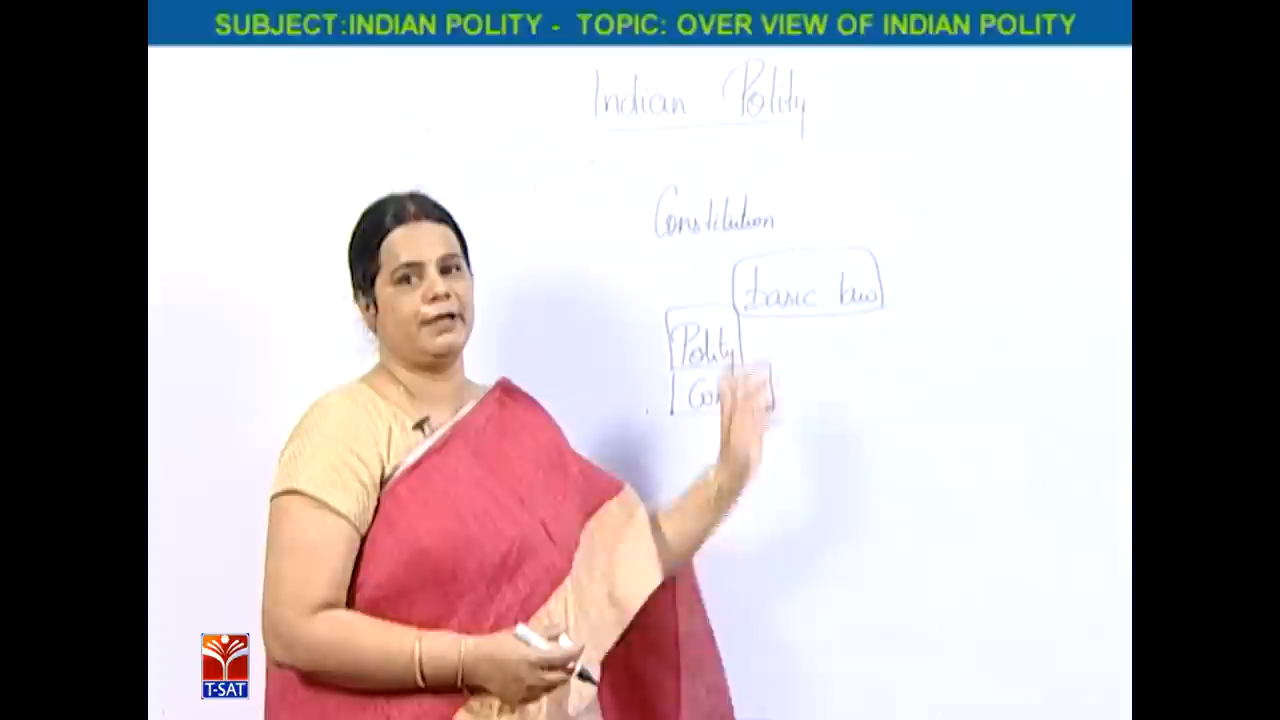 SUBJECT:INDIAN POLITY - TOPIC: OVER VIEW OF INDIAN POLITY
Indian Polity
Constitution
basic law
Polity
T-SAT